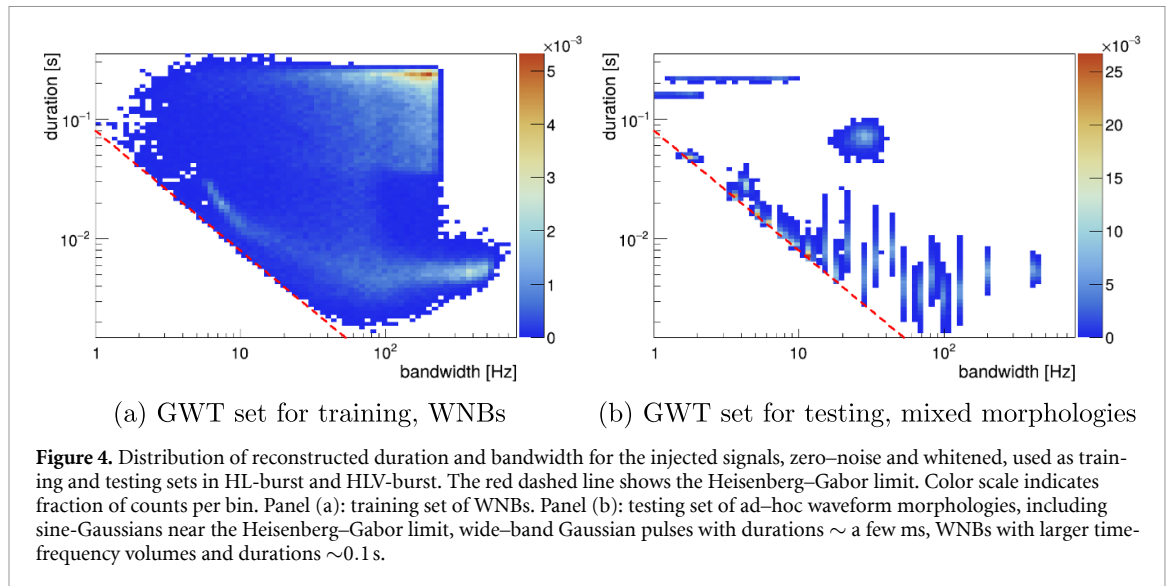 ×10⁻³
duration [s]
5
4
3
2
1
0
10⁻¹
10⁻²
1
10
10²
bandwidth [Hz]
×10⁻³
duration [s]
25
20
15
10
5
0
10⁻¹
10⁻²
1
10
10²
bandwidth [Hz]
(a) GWT set for training, WNBs
(b) GWT set for testing, mixed morphologies
Figure 4. Distribution of reconstructed duration and bandwidth for the injected signals, zero–noise and whitened, used as train-
ing and testing sets in HL-burst and HLV-burst. The red dashed line shows the Heisenberg–Gabor limit. Color scale indicates
fraction of counts per bin. Panel (a): training set of WNBs. Panel (b): testing set of ad–hoc waveform morphologies, including
sine-Gaussians near the Heisenberg–Gabor limit, wide–band Gaussian pulses with durations ∼ a few ms, WNBs with larger time-
frequency volumes and durations ∼0.1 s.